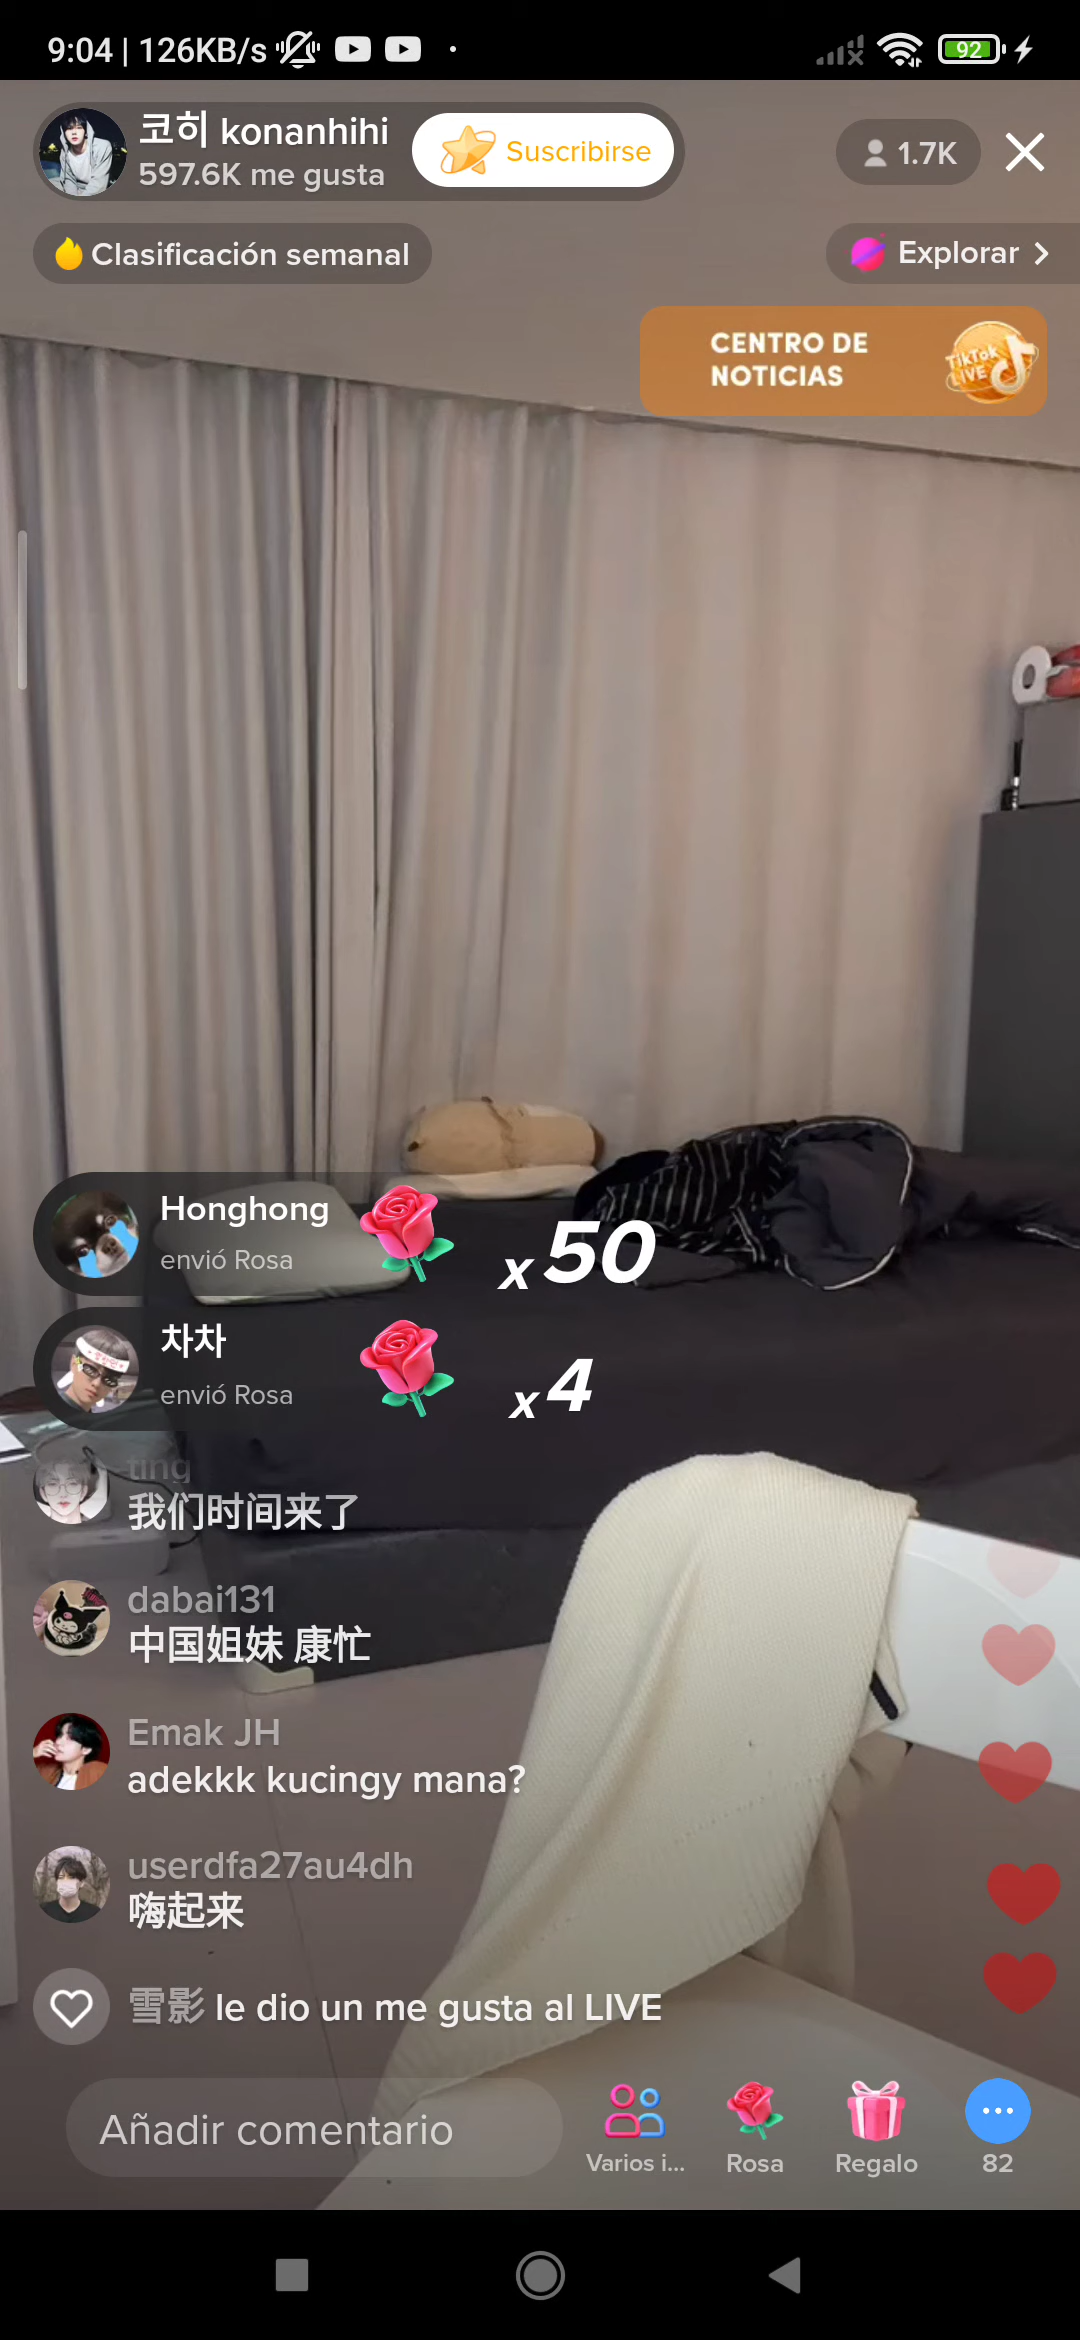 9:04 | 126KB/s
92
코히 konanhihi
597.6K me gusta
Suscribirse
1.7K
Clasificación semanal
Explorar
CENTRO DE
NOTICIAS
TikTok
LIVE
Honghong
envió Rosa
x 50
차차
envió Rosa
x 4
ting
我们时间来了
dabai131
中国姐妹 康忙
Emak JH
adekkk kucingy mana?
userdfa27au4dh
嗨起来
雪影 le dio un me gusta al LIVE
Añadir comentario
Varios i...
Rosa
Regalo
82